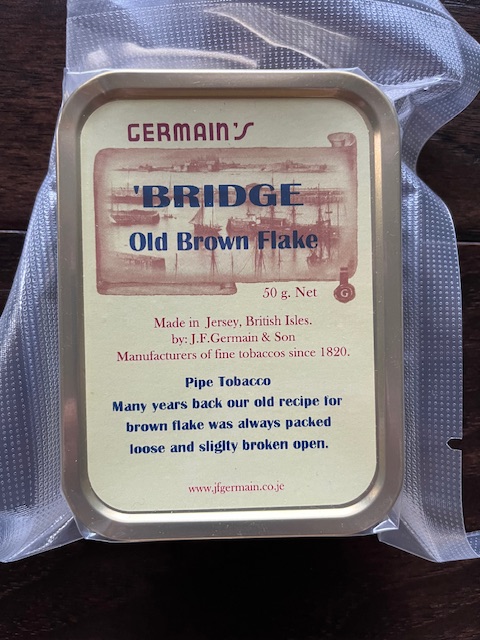 GERMAIN'S
'BRIDGE
Old Brown Flake
50 g. Net
G
Made in Jersey, British Isles.
by: J.F.Germain & Son
Manufacturers of fine tobaccos since 1820.
Pipe Tobacco
Many years back our old recipe for
brown flake was always packed
loose and sliglty broken open.
www.jfgermain.co.je